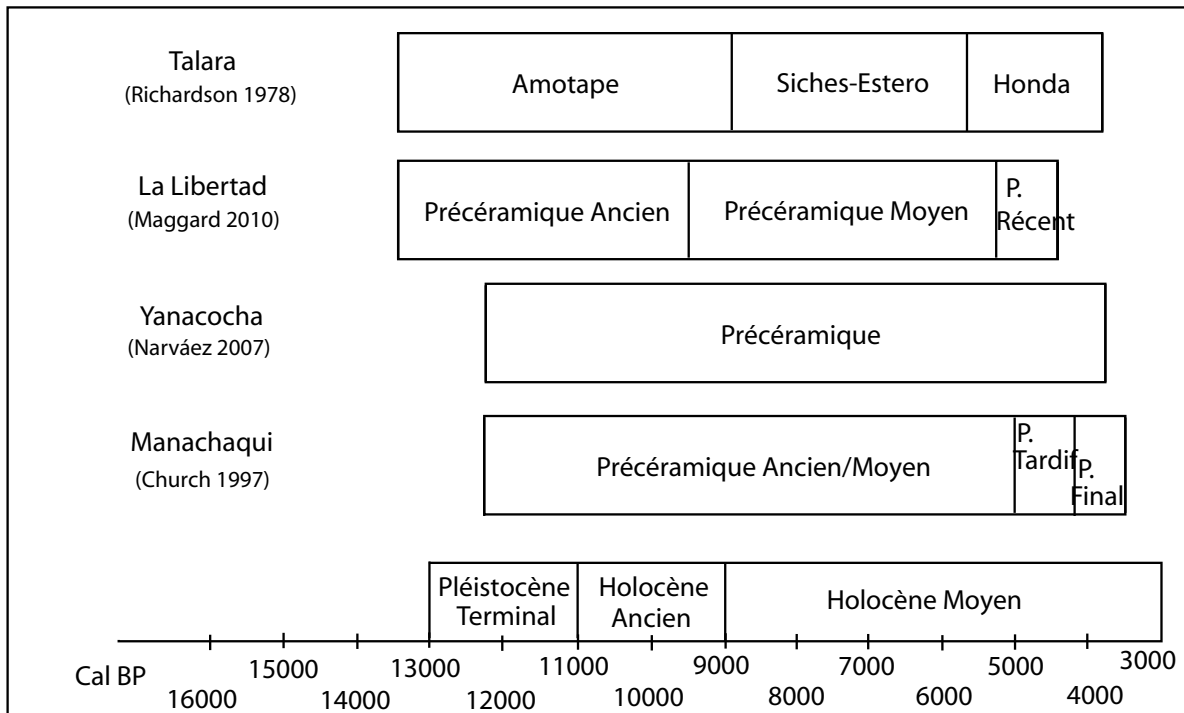 Talara
(Richardson 1978)
Amotape
Siches-Estero
Honda
La Libertad
(Maggard 2010)
Précéramique Ancien
Précéramique Moyen
P.
Récent
Yanacocha
(Narváez 2007)
Précéramique
Manachaqui
(Church 1997)
Précéramique Ancien/Moyen
P.
Tardif
P.
Final
Pléistocène
Terminal
Holocène
Ancien
Holocène Moyen
Cal BP
16000
15000
14000
13000
12000
11000
10000
9000
8000
7000
6000
5000
4000
3000